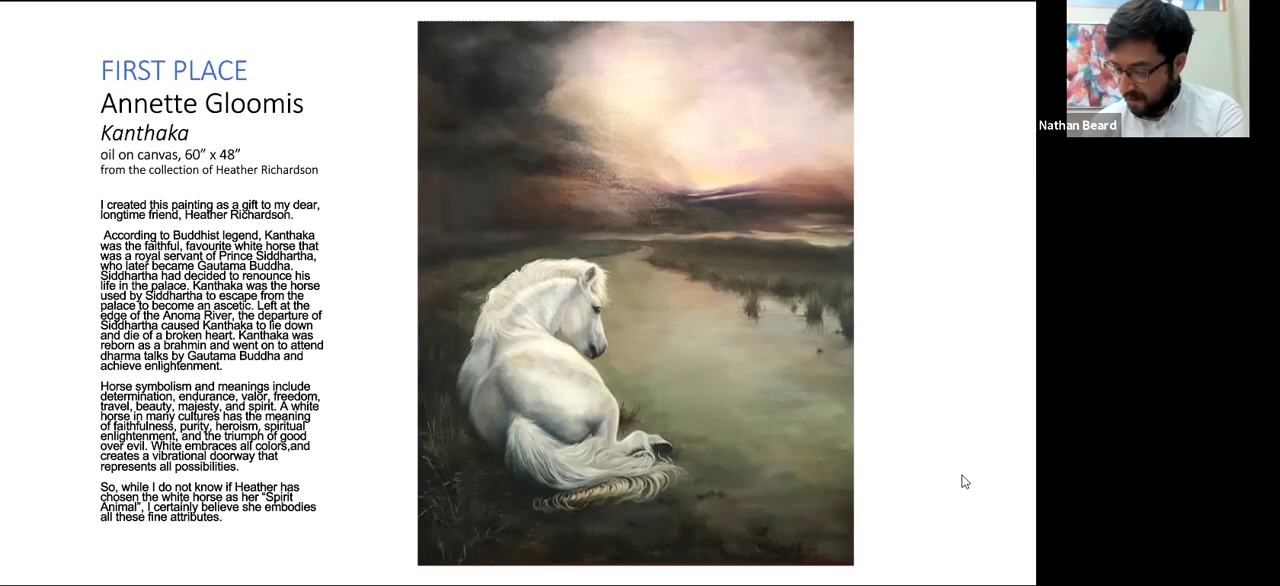 FIRST PLACE
Annette Gloomis
Kanthaka
oil on canvas, 60” x 48”
from the collection of Heather Richardson
I created this painting as a gift to my dear,
longtime friend, Heather Richardson.
According to Buddhist legend, Kanthaka
was the faithful, favourite white horse that
was a royal servant of Prince Siddhartha,
who later became Gautama Buddha.
Siddhartha had decided to renounce his
life in the palace. Kanthaka was the horse
used by Siddhartha to escape from the
palace to become an ascetic. Left at the
edge of the Anoma River, the departure of
Siddhartha caused Kanthaka to lie down
and die of a broken heart. Kanthaka was
reborn as a brahmin and went on to attend
dharma talks by Gautama Buddha and
achieve enlightenment.
Horse symbolism and meanings include
determination, endurance, valor, freedom,
travel, beauty, majesty, and spirit. A white
horse in many cultures has the meaning
of faithfulness, purity, heroism, spiritual
enlightenment, and the triumph of good
over evil. White embraces all colors,and
creates a vibrational doorway that
represents all possibilities.
So, while I do not know if Heather has
chosen the white horse as her “Spirit
Animal”, I certainly believe she embodies
all these fine attributes.
Nathan Beard